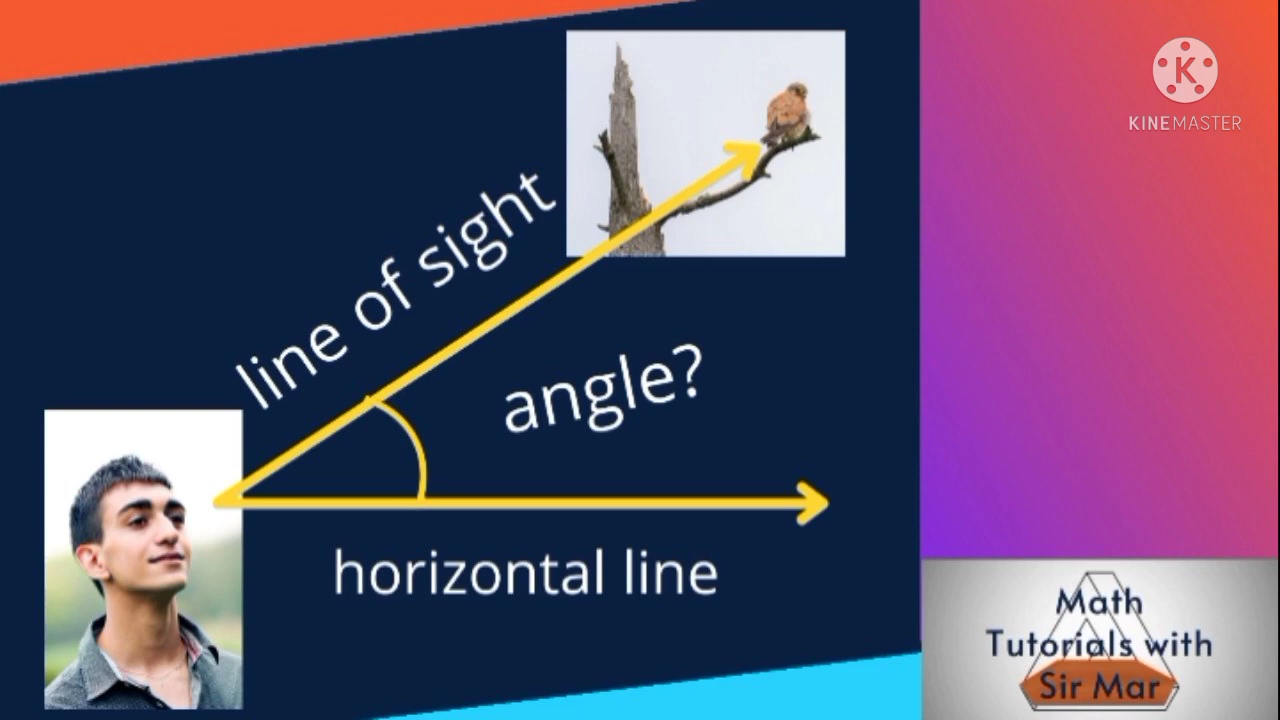 K
KINEMASTER
line of sight
angle?
horizontal line
Math
Tutorials with
Sir Mar